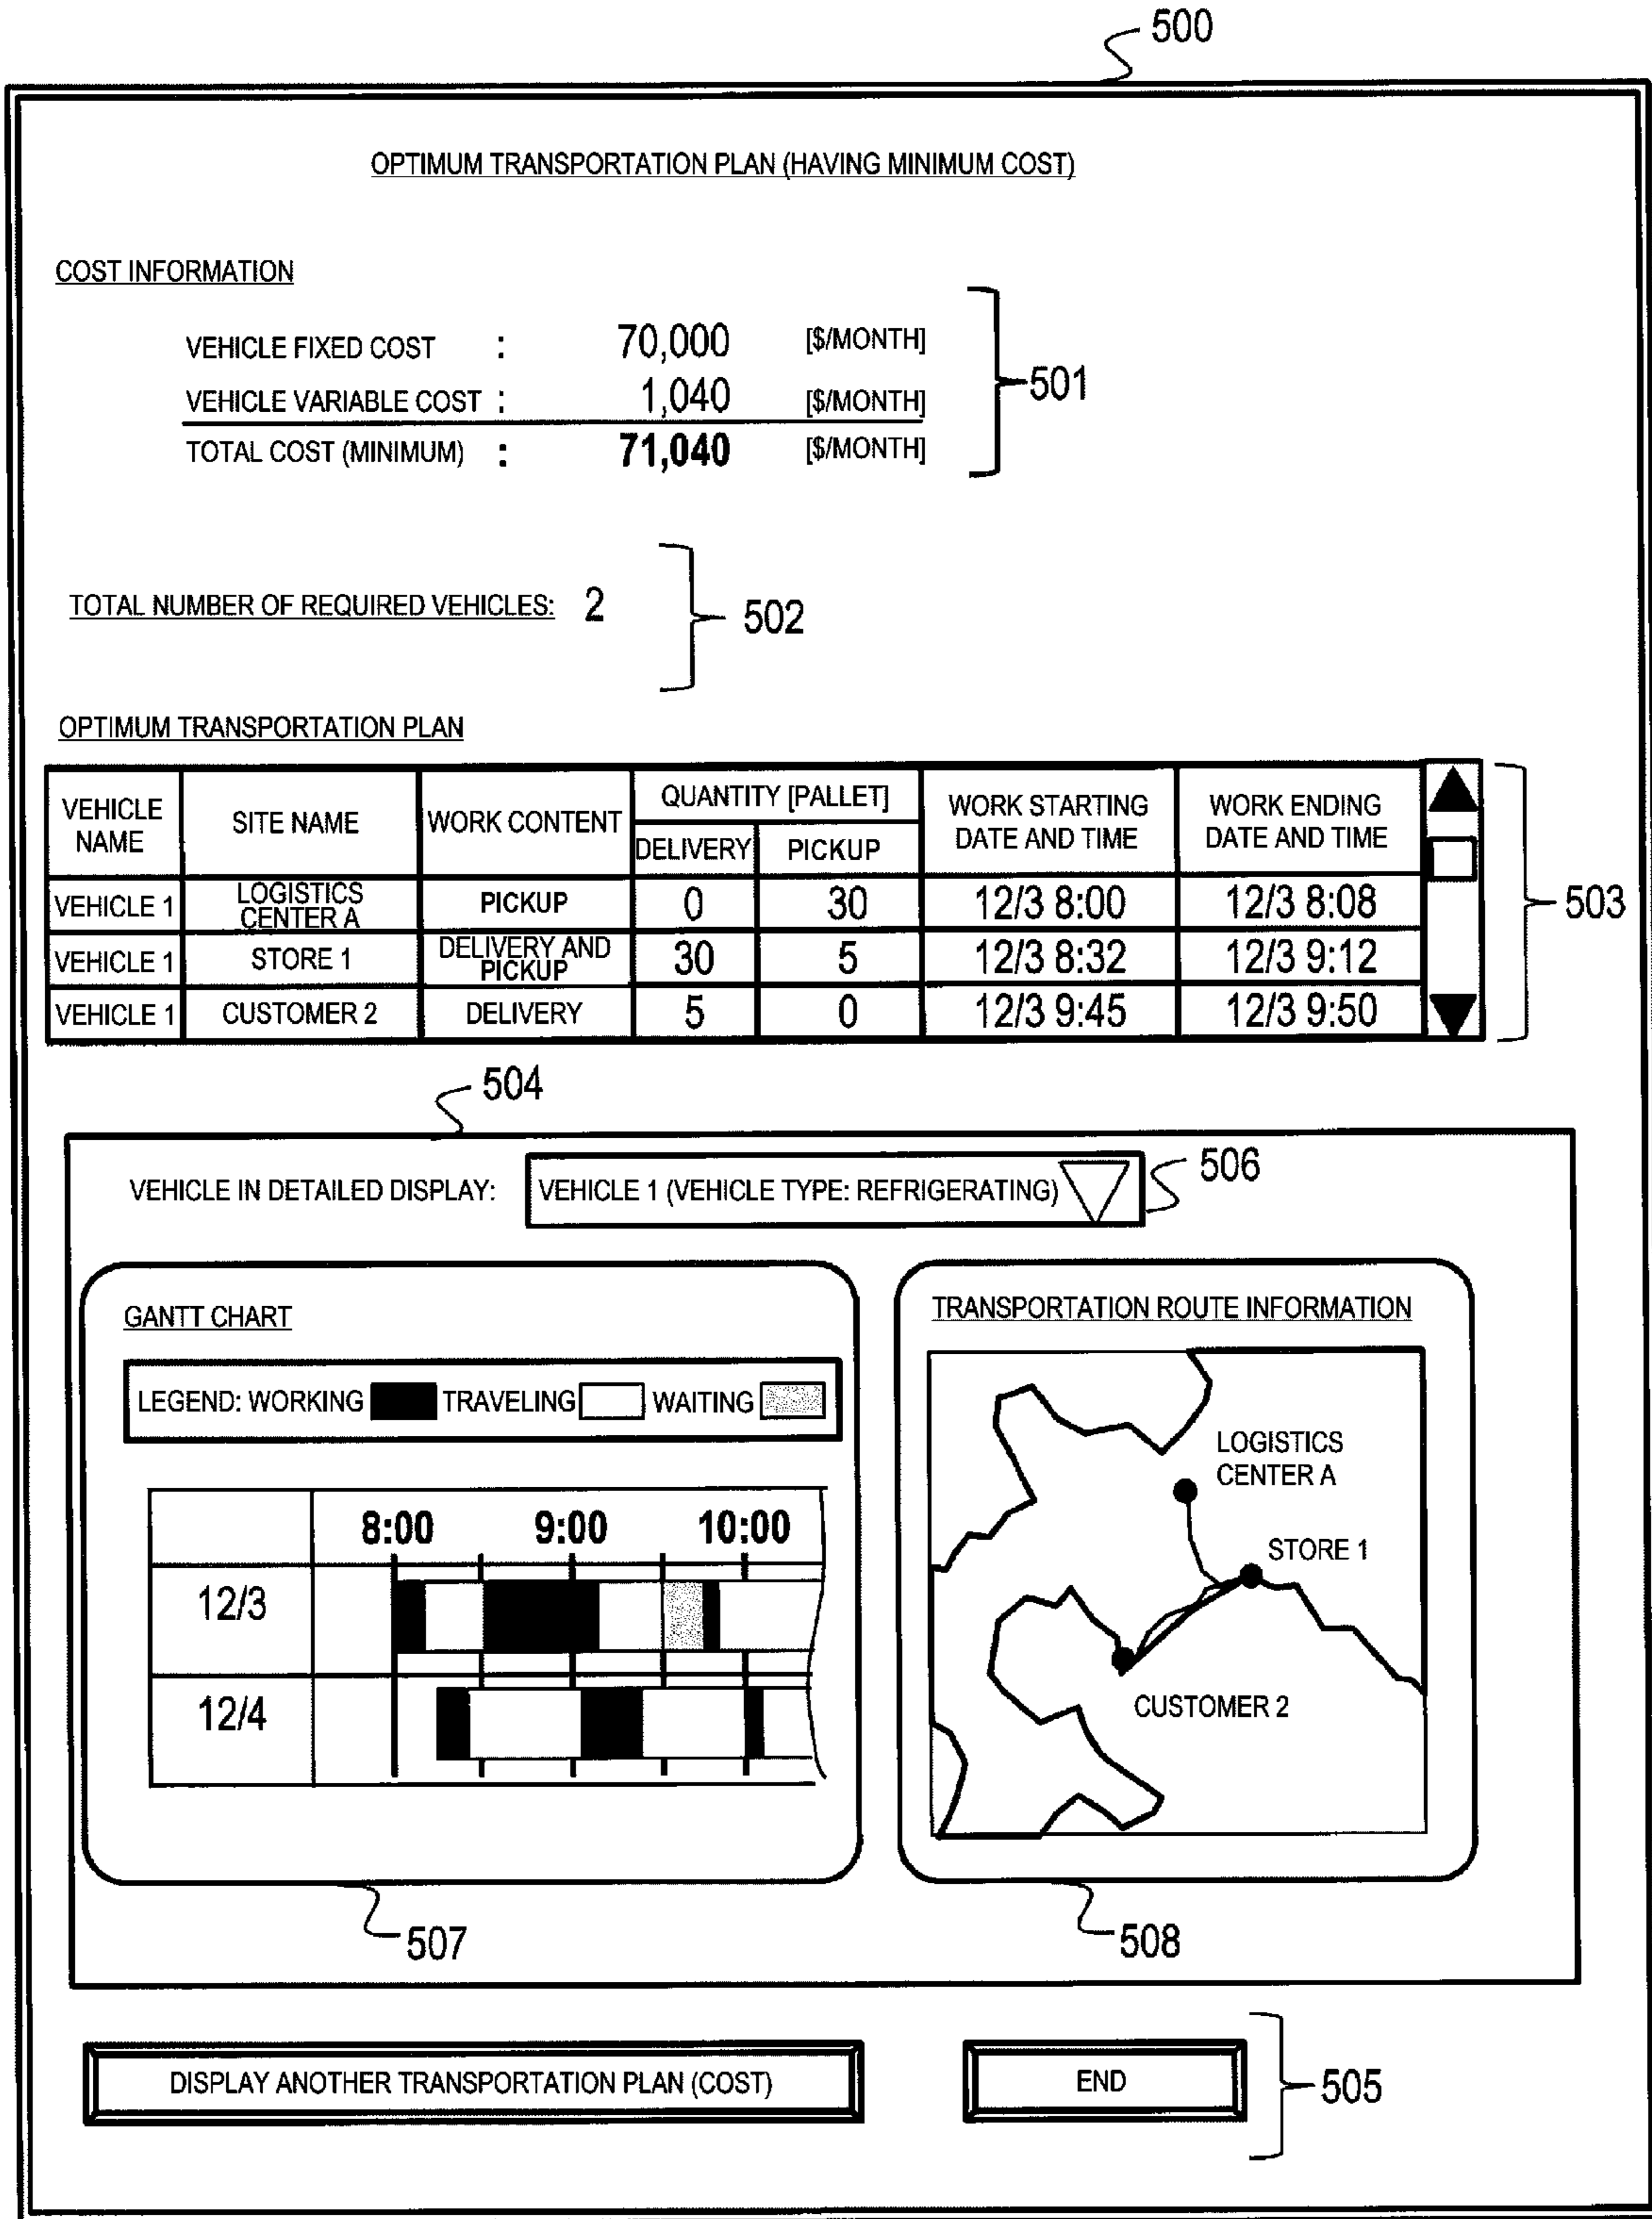 500
OPTIMUM TRANSPORTATION PLAN (HAVING MINIMUM COST)
COST INFORMATION
VEHICLE FIXED COST : 70,000 [$/MONTH]
VEHICLE VARIABLE COST : 1,040 [$/MONTH]
TOTAL COST (MINIMUM) : 71,040 [$/MONTH]
501
TOTAL NUMBER OF REQUIRED VEHICLES: 2
502
OPTIMUM TRANSPORTATION PLAN
VEHICLE NAME SITE NAME WORK CONTENT QUANTITY [PALLET] WORK STARTING DATE AND TIME WORK ENDING DATE AND TIME
DELIVERY PICKUP
VEHICLE 1 LOGISTICS CENTER A PICKUP 0 30 12/3 8:00 12/3 8:08
VEHICLE 1 STORE 1 DELIVERY AND PICKUP 30 5 12/3 8:32 12/3 9:12
VEHICLE 1 CUSTOMER 2 DELIVERY 5 0 12/3 9:45 12/3 9:50
503
504
VEHICLE IN DETAILED DISPLAY: VEHICLE 1 (VEHICLE TYPE: REFRIGERATING)
506
GANTT CHART
LEGEND: WORKING TRAVELING WAITING
8:00 9:00 10:00
12/3
12/4
507
TRANSPORTATION ROUTE INFORMATION
LOGISTICS
CENTER A
STORE 1
CUSTOMER 2
508
DISPLAY ANOTHER TRANSPORTATION PLAN (COST)
END
505